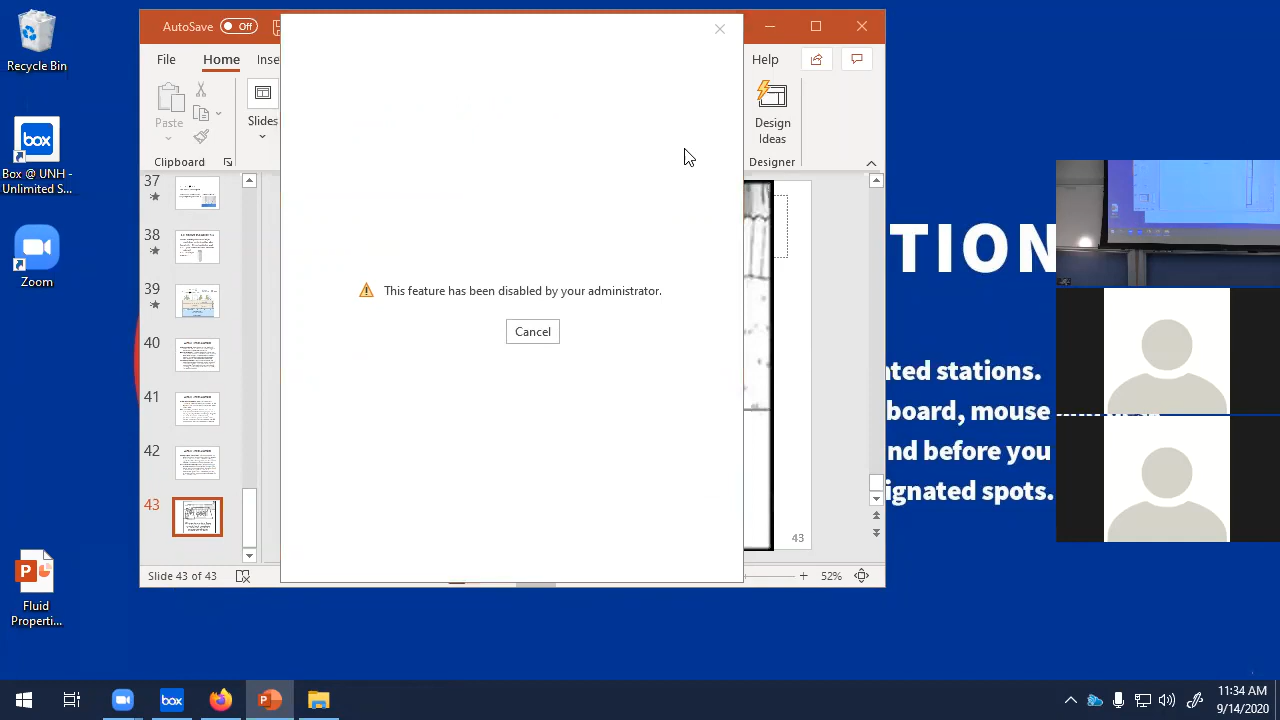 Recycle Bin
box
Box @ UNH -
Unlimited S...
Zoom
Fluid
Properti...
AutoSave Off
File Home Inse Help
Paste
Slides
Design
Ideas
Clipboard
Designer
37
38
39
40
41
42
43
This feature has been disabled by your administrator.
Cancel
43
Slide 43 of 43
52%
TION
ated stations.
board, mouse
nd before you
ignated spots.
box
11:34 AM
9/14/2020